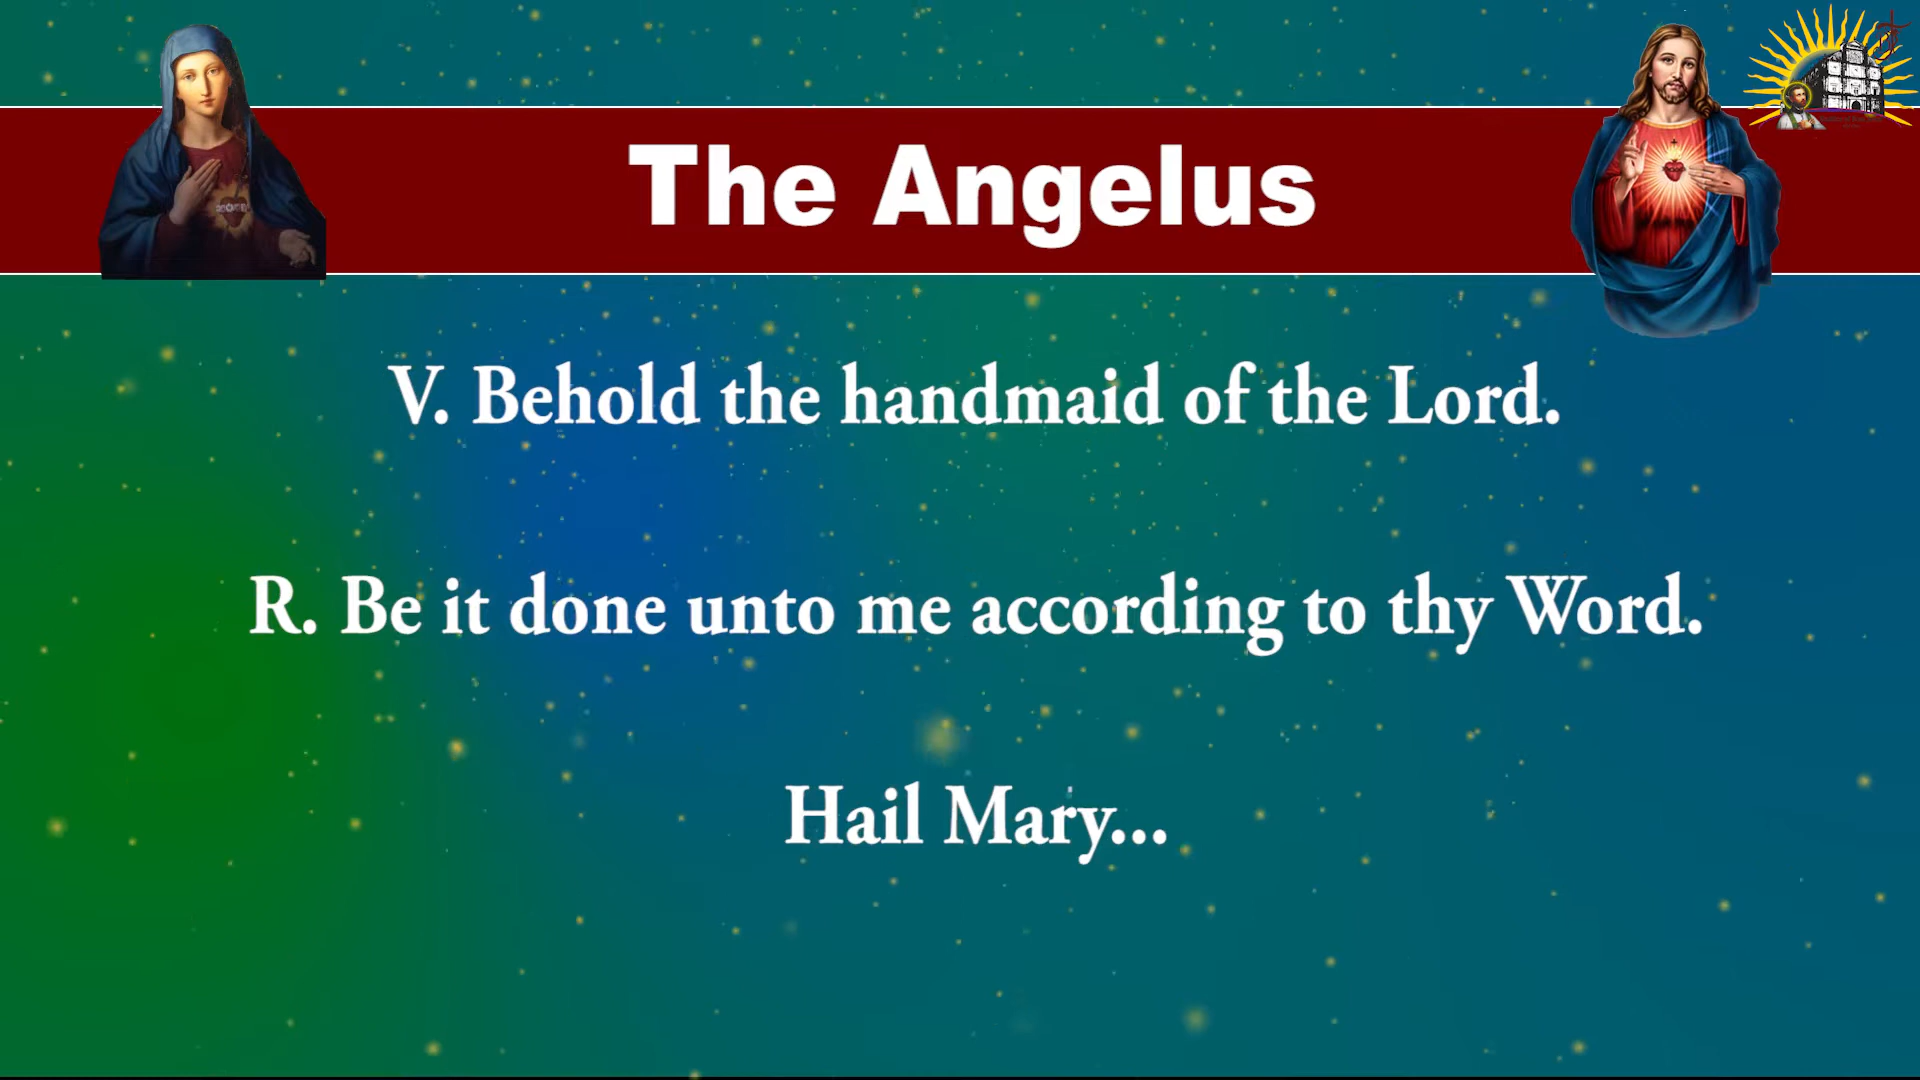 The Angelus
V. Behold the handmaid of the Lord.
R. Be it done unto me according to thy Word.
Hail Mary...